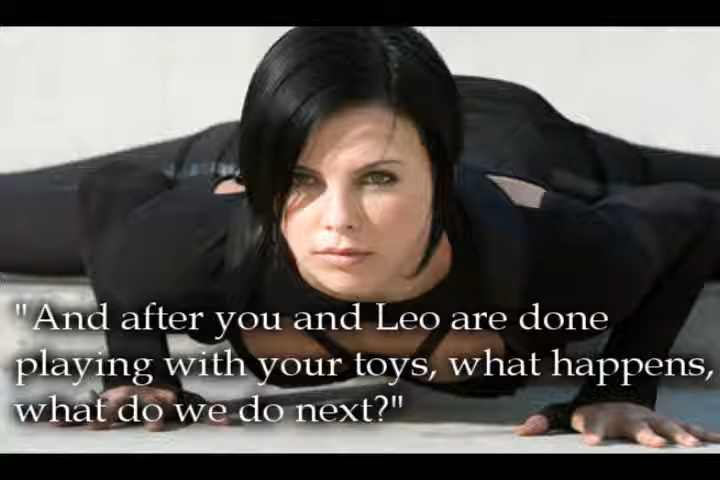 "And after you and Leo are done
playing with your toys, what happens,
what do we do next?"